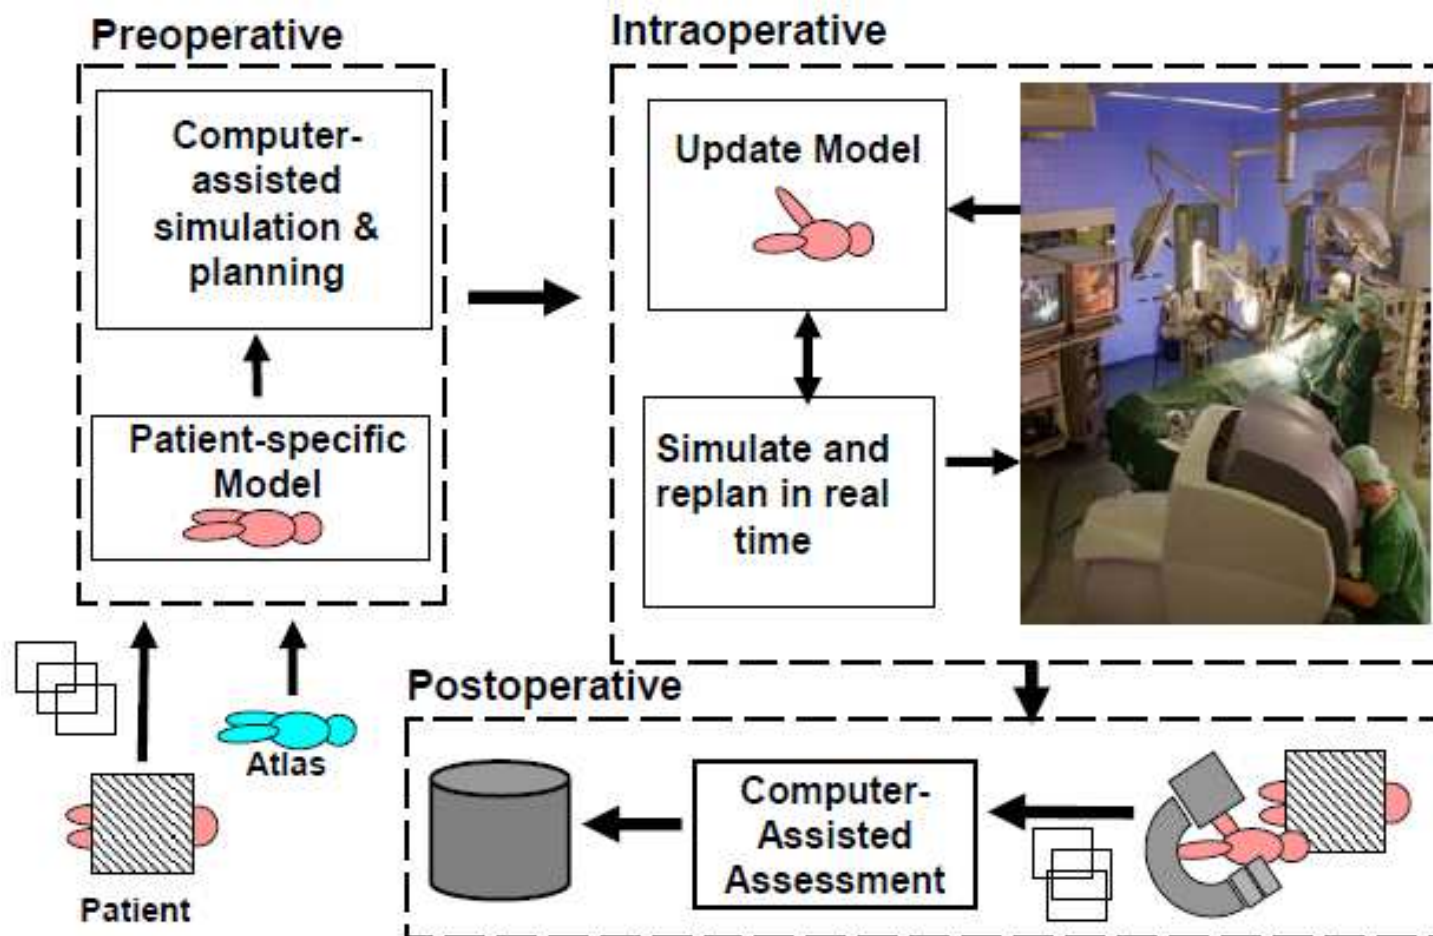 Preoperative
Computer-
assisted
simulation &
planning
Patient-specific
Model
Atlas
Patient
Intraoperative
Update Model
Simulate and
replan in real
time
Postoperative
Computer-
Assisted
Assessment